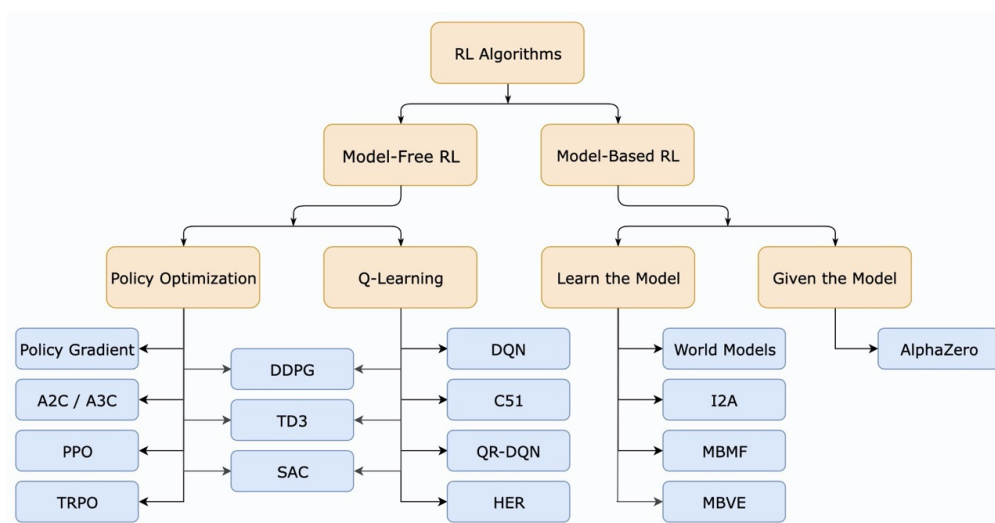 RL Algorithms
Model-Free RL
Model-Based RL
Policy Optimization
Q-Learning
Learn the Model
Given the Model
Policy Gradient
DDPG
DQN
World Models
AlphaZero
A2C / A3C
TD3
C51
I2A
PPO
SAC
QR-DQN
MBMF
TRPO
HER
MBVE